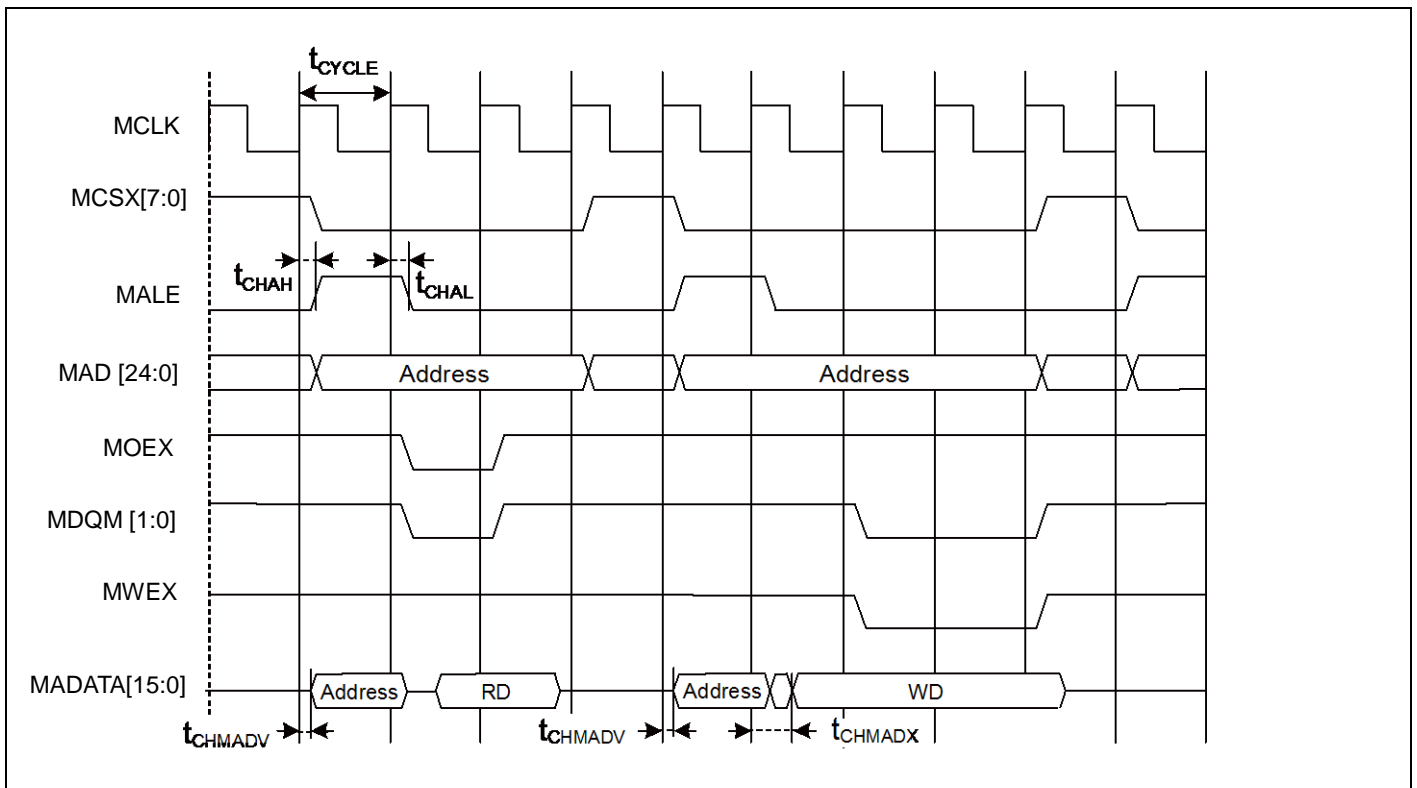 tCYCLE
MCLK
MCSX[7:0]
tCHAH
tCHAL
MALE
MAD [24:0]
Address
Address
MOEX
MDQM [1:0]
MWEX
MADATA[15:0]
Address
RD
Address
WD
tCHMADV
tCHMADV
tCHMADX